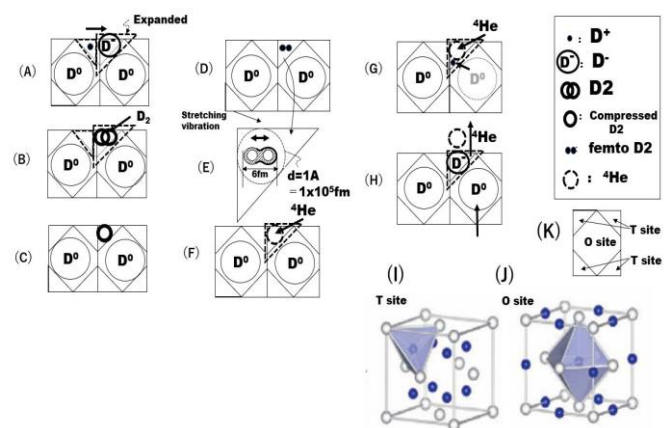 Expanded
(A)
D⁻
D⁰
D⁰
(B)
D₂
D⁰
D⁰
(C)
D⁰
D⁰
(D)
D⁰
D⁰
Stretching
vibration
(E)
6fm
d=1A
=1x10⁵fm
(F)
⁴He
D⁰
D⁰
(G)
⁴He
D⁰
D⁰
(H)
⁴He
D⁻
D⁰
D⁰
: D⁺
D⁻ : D⁻
: D2
: Compressed
D2
: femto D2
: ⁴He
(K)
T site
O site
T site
(I)
T site
(J)
O site